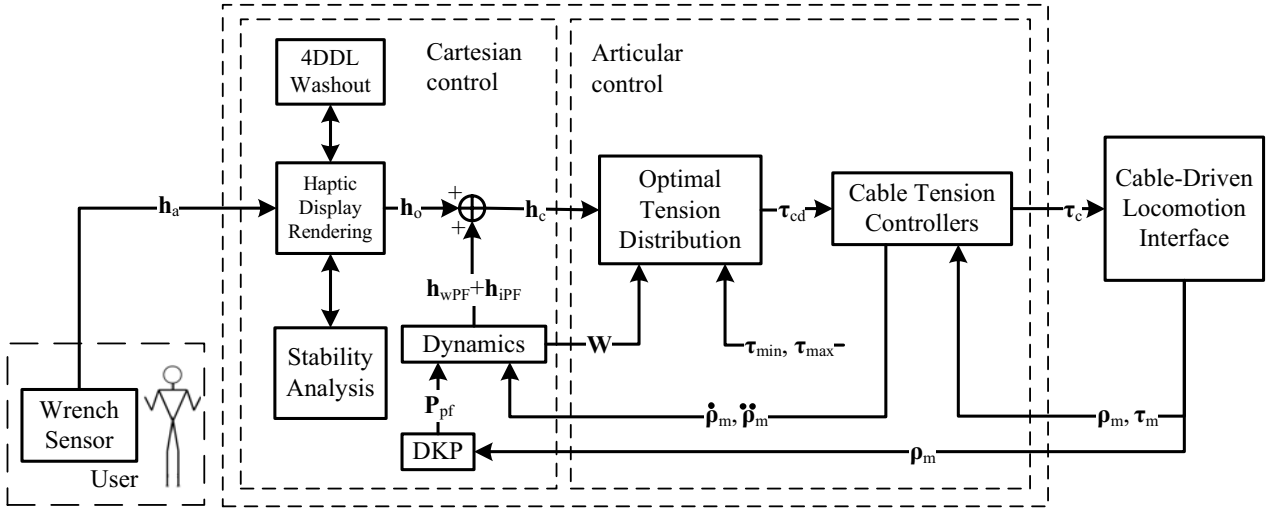 4DDL
Washout
Cartesian
control
Articular
control
Haptic
Display
Rendering
Optimal
Tension
Distribution
Cable Tension
Controllers
Cable-Driven
Locomotion
Interface
hₐ
hₒ
+
+
h_c
τ_cd
τ_c
h_wPF+h_iPF
Stability
Analysis
Dynamics
W
τ_min, τ_max
P_pf
ρ̇_m, ρ̈_m
ρ_m, τ_m
DKP
ρ_m
Wrench
Sensor
User